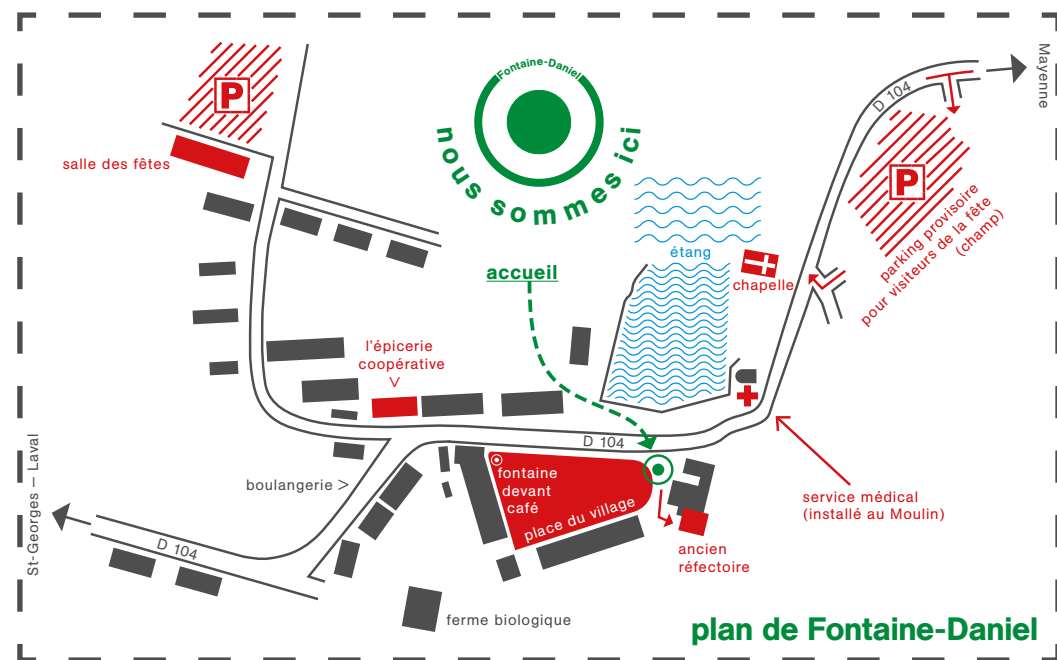 Fontaine-Daniel
nous sommes ici
Mayenne
D 104
P
salle des fêtes
P
parking provisoire
pour visiteurs de la fête
(champ)
étang
chapelle
accueil
l'épicerie
coopérative
>
D 104
fontaine
devant
café
place du village
boulangerie >
service médical
(installé au Moulin)
ancien
réfectoire
St-Georges – Laval
D 104
ferme biologique
plan de Fontaine-Daniel